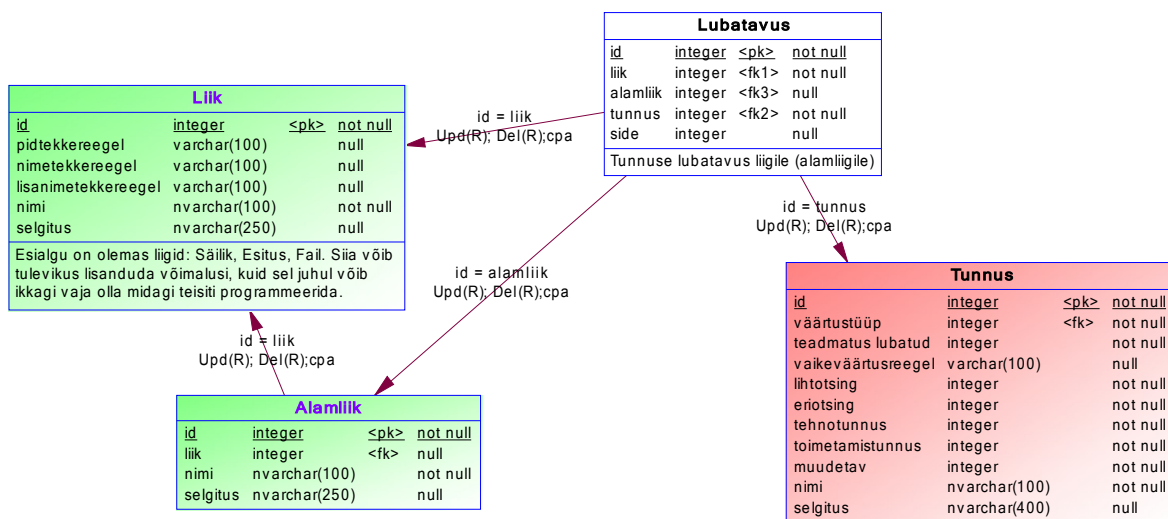 Lubatavus
id integer <pk> not null
liik integer <fk1> not null
alamliik integer <fk3> null
tunnus integer <fk2> not null
side integer null
Tunnuse lubatavus liigile (alamliigile)
Liik
id integer <pk> not null
pidtekkereegel varchar(100) null
nimetekkereegel varchar(100) null
lisanimetekkereegel varchar(100) null
nimi nvarchar(100) not null
selgitus nvarchar(250) null
Esialgu on olemas liigid: Säilik, Esitus, Fail. Siia võib
tulevikus lisanduda võimalusi, kuid sel juhul võib
ikkagi vaja olla midagi teisiti programmeerida.
id = liik
Upd(R); Del(R);cpa
id = tunnus
Upd(R); Del(R);cpa
id = alamliik
Upd(R); Del(R);cpa
id = liik
Upd(R); Del(R);cpa
Tunnus
id integer <pk> not null
väärtustüüp integer <fk> not null
teadmatus lubatud integer not null
vaikeväärtusreegel varchar(100) null
lihtotsing integer not null
eriotsing integer not null
tehnotunnus integer not null
toimetamistunnus integer not null
muudetav integer not null
nimi nvarchar(100) not null
selgitus nvarchar(400) null
Alamliik
id integer <pk> not null
liik integer <fk> null
nimi nvarchar(100) not null
selgitus nvarchar(250) null